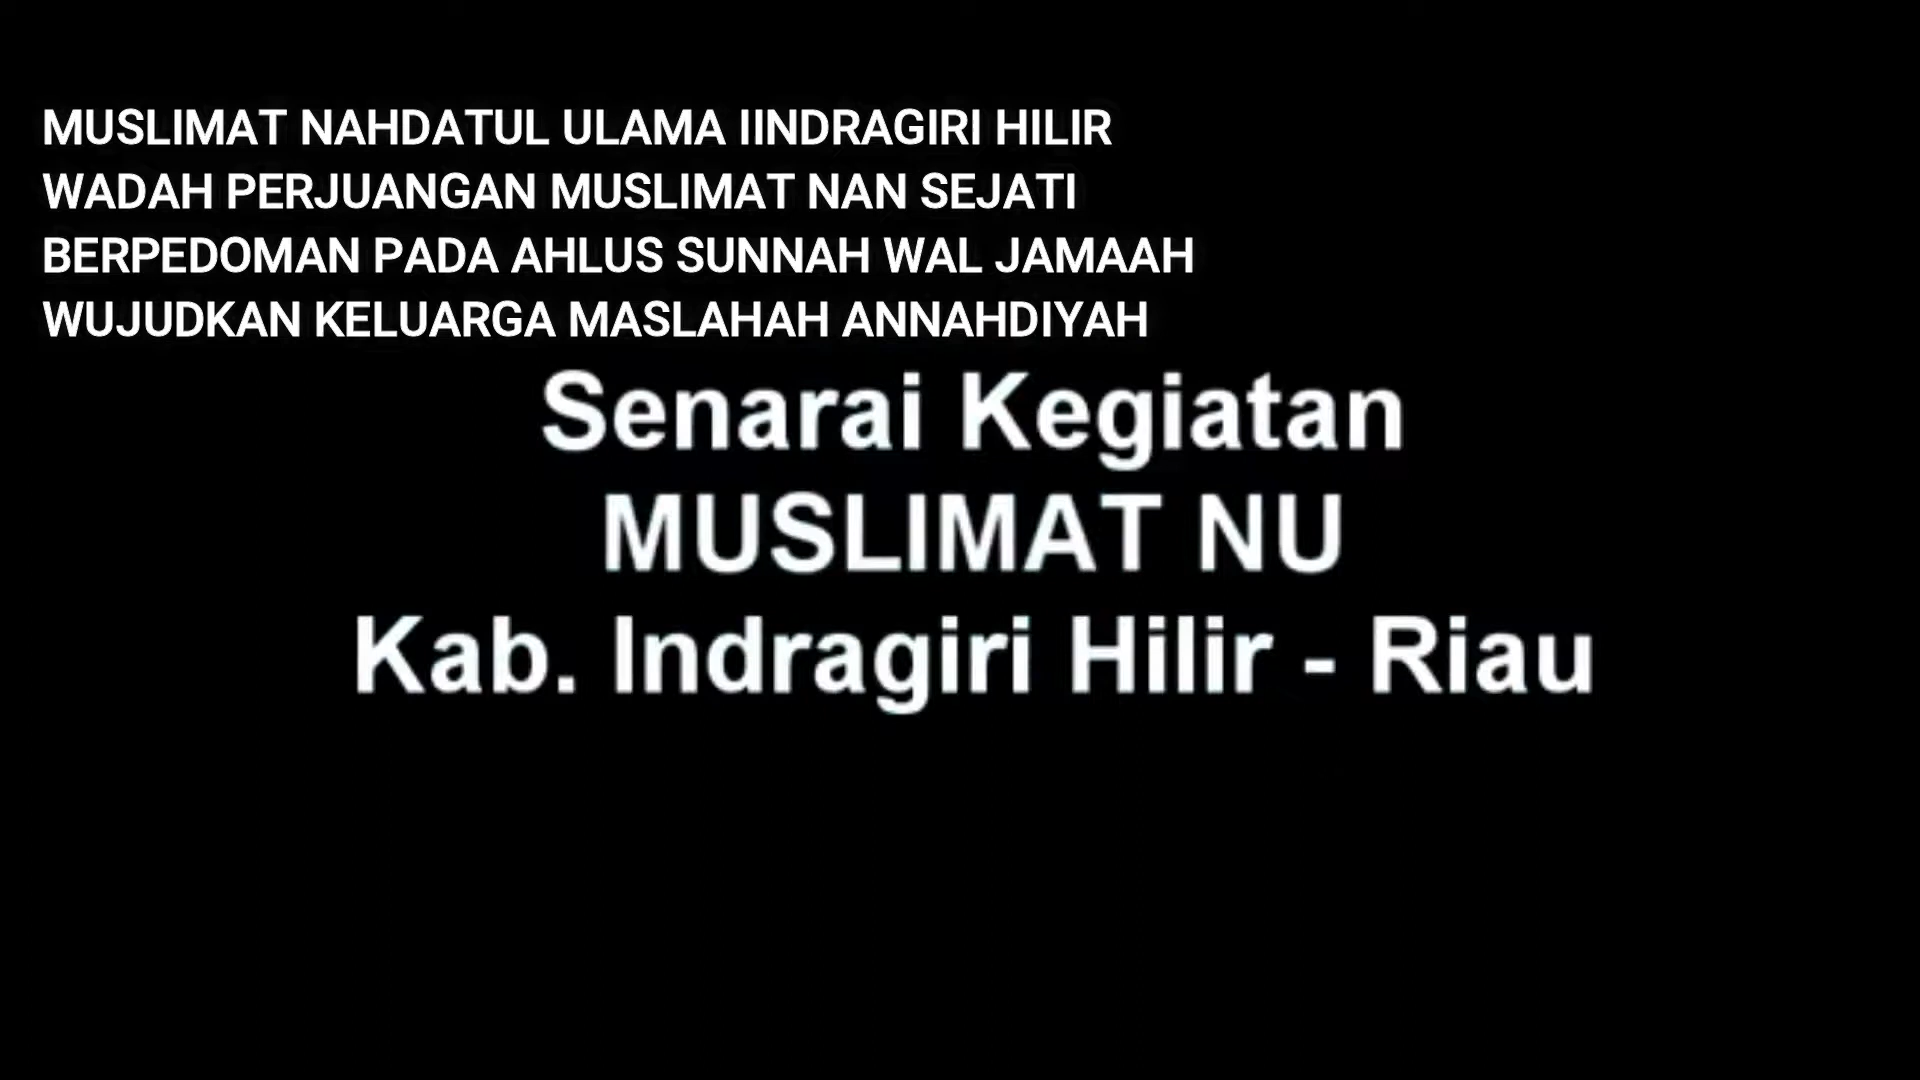 MUSLIMAT NAHDATUL ULAMA IINDRAGIRI HILIR
WADAH PERJUANGAN MUSLIMAT NAN SEJATI
BERPEDOMAN PADA AHLUS SUNNAH WAL JAMAAH
WUJUDKAN KELUARGA MASLAHAH ANNAHDIYAH
Senarai Kegiatan
MUSLIMAT NU
Kab. Indragiri Hilir - Riau